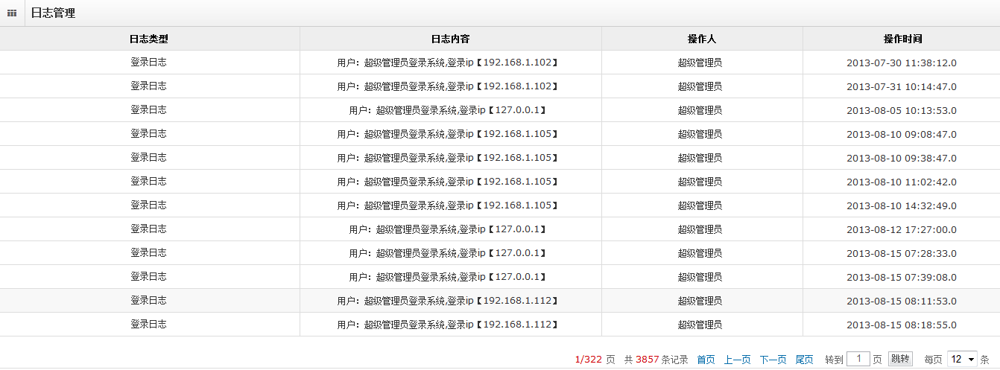 日志管理
日志类型 日志内容 操作人 操作时间
登录日志 用户：超级管理员登录系统,登录ip【192.168.1.102】 超级管理员 2013-07-30 11:38:12.0
登录日志 用户：超级管理员登录系统,登录ip【192.168.1.102】 超级管理员 2013-07-31 10:14:47.0
登录日志 用户：超级管理员登录系统,登录ip【127.0.0.1】 超级管理员 2013-08-05 10:13:53.0
登录日志 用户：超级管理员登录系统,登录ip【192.168.1.105】 超级管理员 2013-08-10 09:08:47.0
登录日志 用户：超级管理员登录系统,登录ip【192.168.1.105】 超级管理员 2013-08-10 09:38:47.0
登录日志 用户：超级管理员登录系统,登录ip【192.168.1.105】 超级管理员 2013-08-10 11:02:42.0
登录日志 用户：超级管理员登录系统,登录ip【192.168.1.105】 超级管理员 2013-08-10 14:32:49.0
登录日志 用户：超级管理员登录系统,登录ip【127.0.0.1】 超级管理员 2013-08-12 17:27:00.0
登录日志 用户：超级管理员登录系统,登录ip【127.0.0.1】 超级管理员 2013-08-15 07:28:33.0
登录日志 用户：超级管理员登录系统,登录ip【127.0.0.1】 超级管理员 2013-08-15 07:39:08.0
登录日志 用户：超级管理员登录系统,登录ip【192.168.1.112】 超级管理员 2013-08-15 08:11:53.0
登录日志 用户：超级管理员登录系统,登录ip【192.168.1.112】 超级管理员 2013-08-15 08:18:55.0
1/322 页 共 3857 条记录 首页 上一页 下一页 尾页 转到 1 页 跳转 每页 12 条